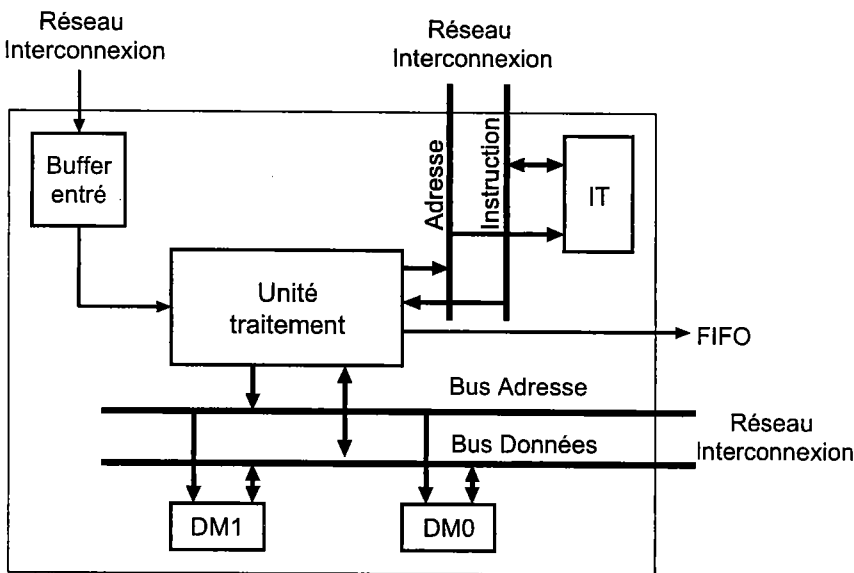 Réseau
Interconnexion
Réseau
Interconnexion
Buffer
entré
Adresse
Instruction
IT
Unité
traitement
FIFO
Bus Adresse
Réseau
Interconnexion
Bus Données
DM1
DM0